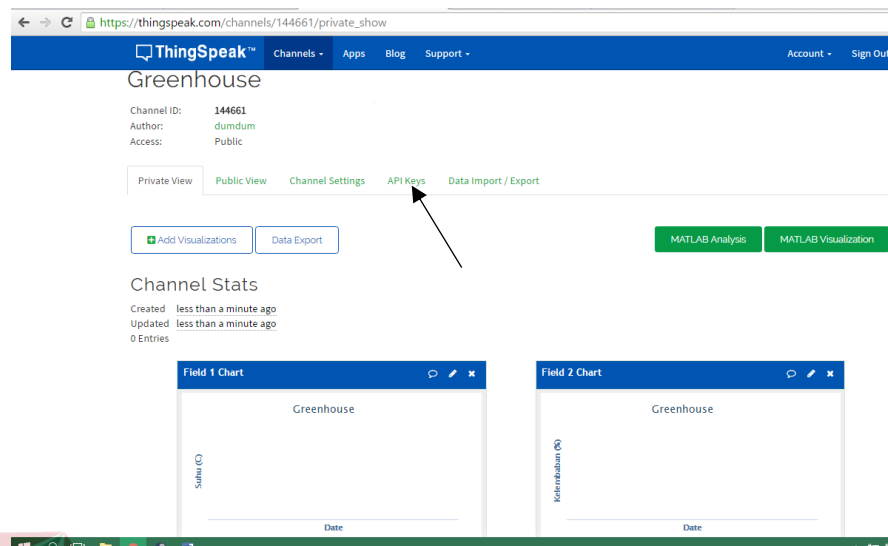 https://thingspeak.com/channels/144661/private_show
ThingSpeak™ Channels Apps Blog Support Account Sign Out
Greenhouse
Channel ID: 144661
Author: dumdum
Access: Public
Private View Public View Channel Settings API Keys Data Import / Export
Add Visualizations Data Export MATLAB Analysis MATLAB Visualization
Channel Stats
Created less than a minute ago
Updated less than a minute ago
0 Entries
Field 1 Chart Field 2 Chart
Greenhouse Greenhouse
Suhu (C) Kelembaban (%)
Date Date